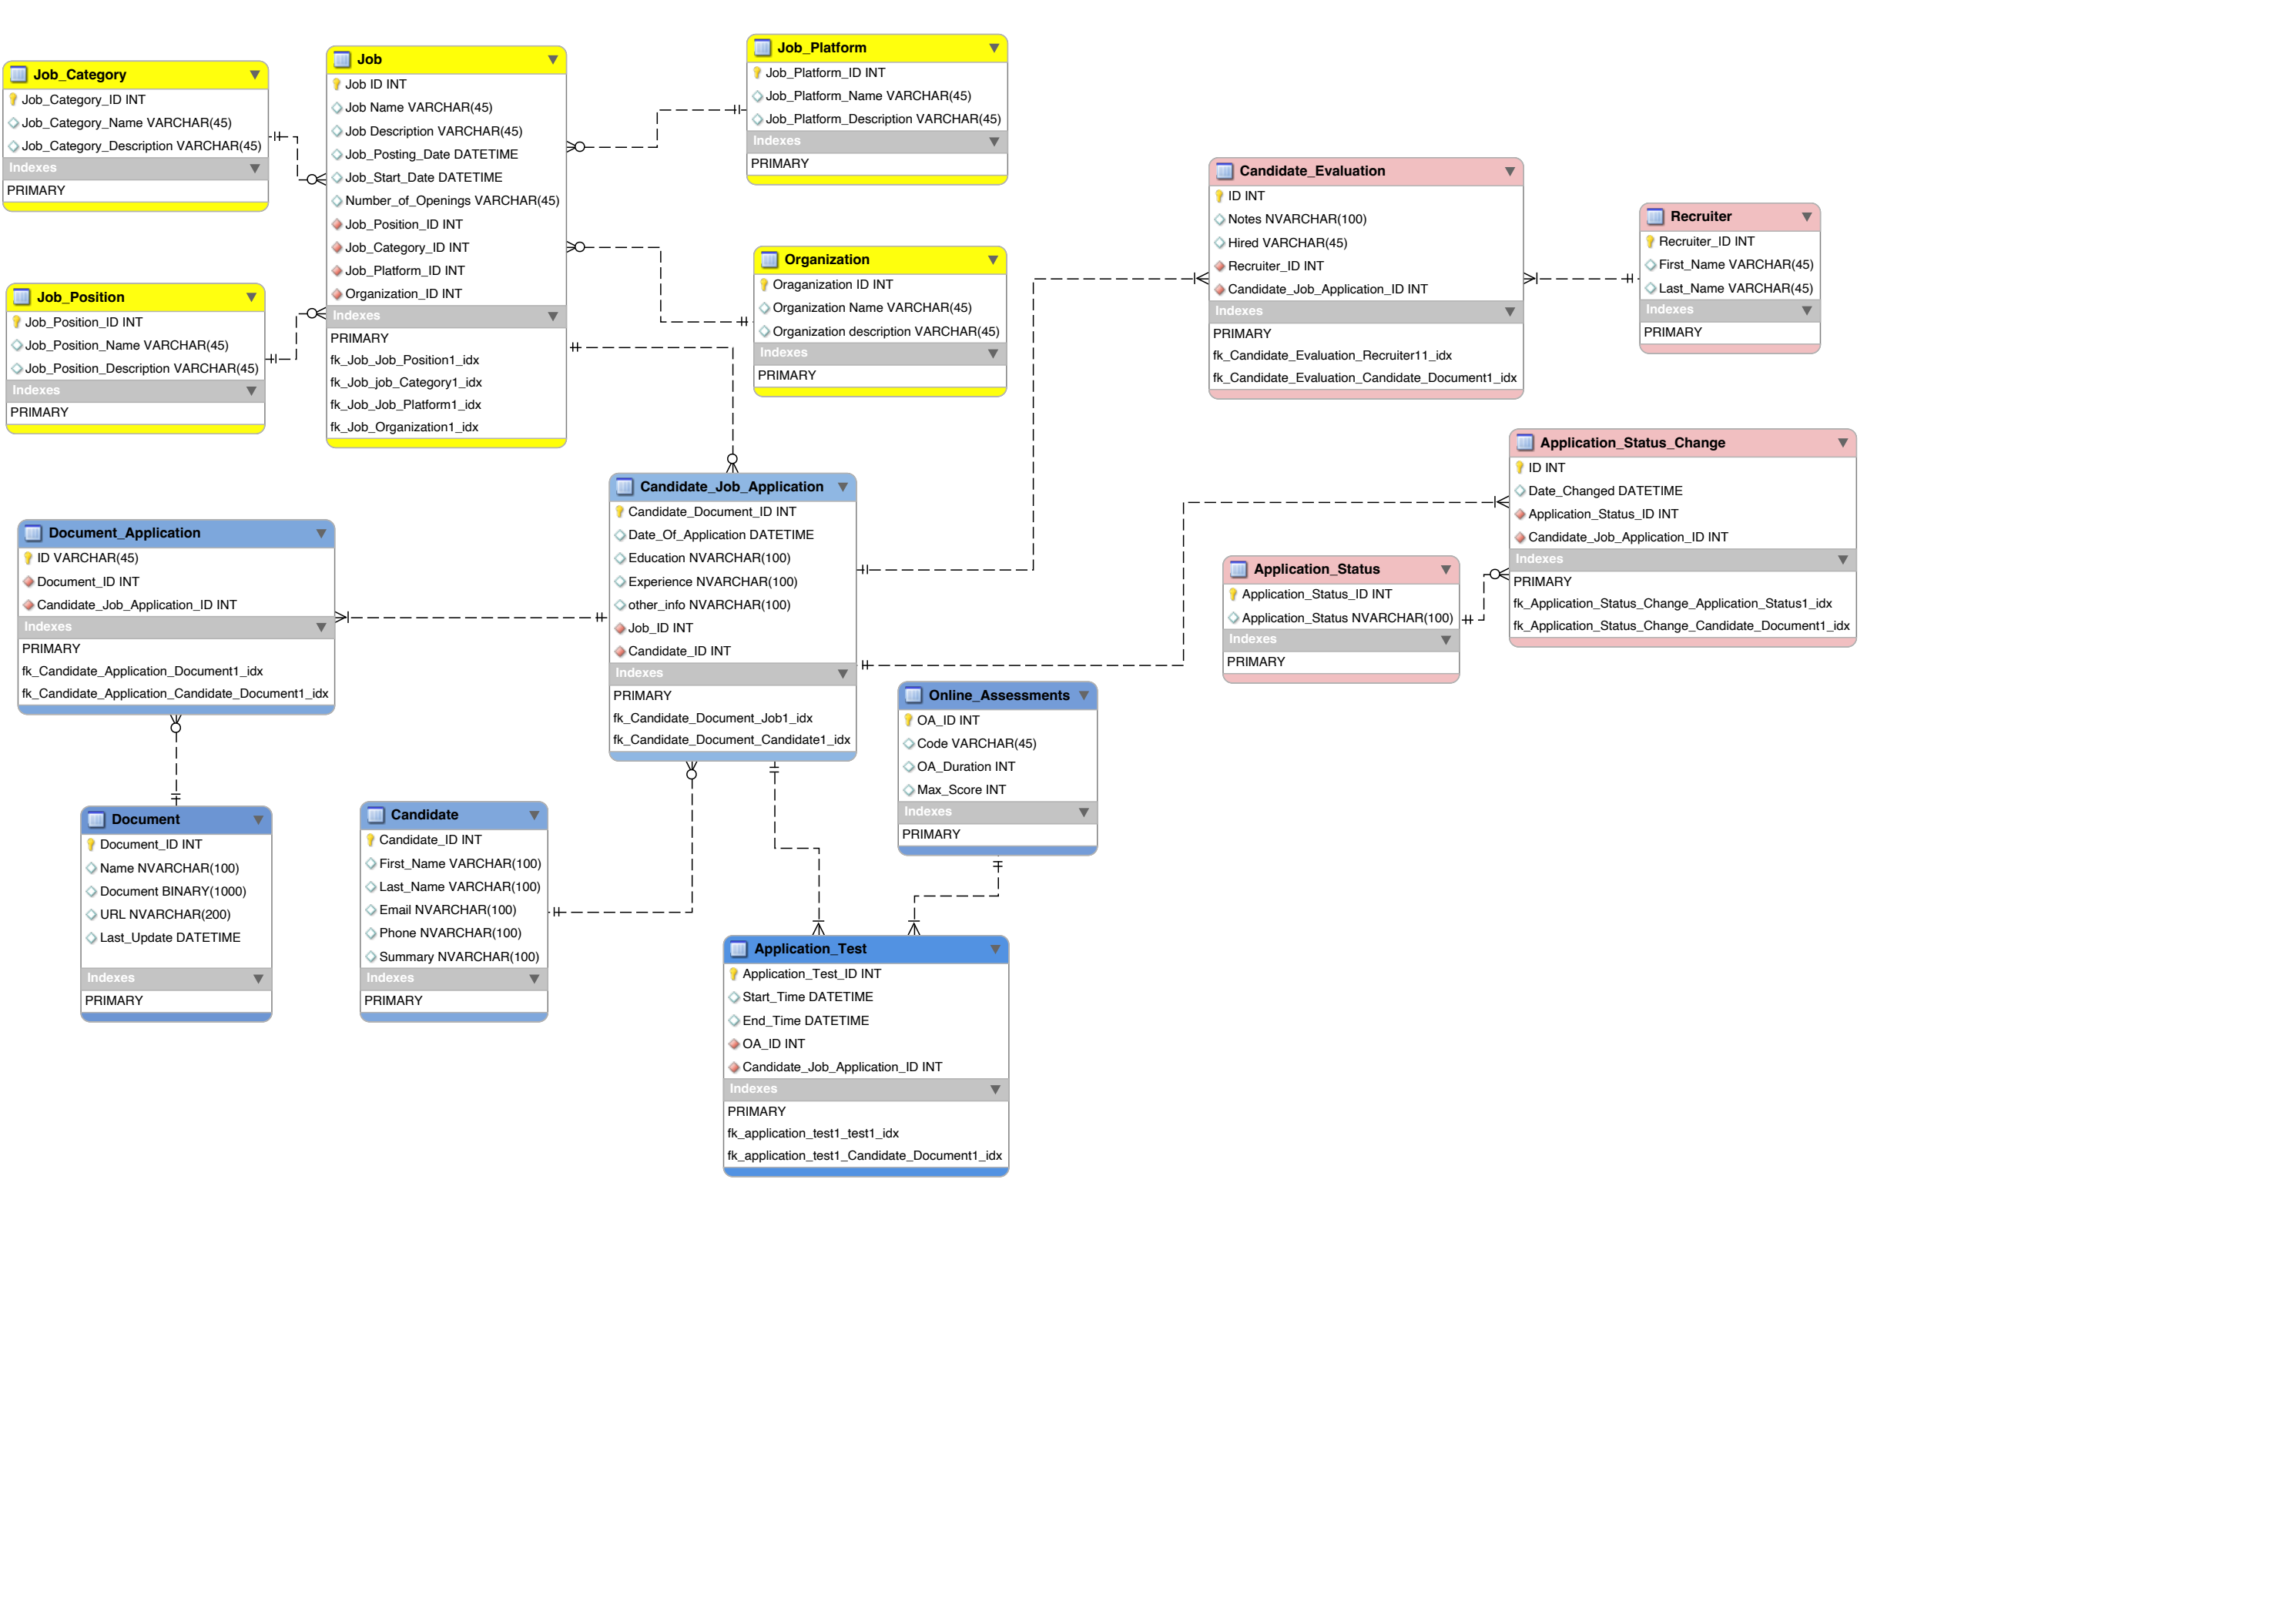 Job_Category
Job_Category_ID INT
Job_Category_Name VARCHAR(45)
Job_Category_Description VARCHAR(45)
Indexes
PRIMARY
Job
Job ID INT
Job Name VARCHAR(45)
Job Description VARCHAR(45)
Job_Posting_Date DATETIME
Job_Start_Date DATETIME
Number_of_Openings VARCHAR(45)
Job_Position_ID INT
Job_Category_ID INT
Job_Platform_ID INT
Organization_ID INT
Indexes
PRIMARY
fk_Job_Job_Position1_idx
fk_Job_job_Category1_idx
fk_Job_Job_Platform1_idx
fk_Job_Organization1_idx
Job_Platform
Job_Platform_ID INT
Job_Platform_Name VARCHAR(45)
Job_Platform_Description VARCHAR(45)
Indexes
PRIMARY
Job_Position
Job_Position_ID INT
Job_Position_Name VARCHAR(45)
Job_Position_Description VARCHAR(45)
Indexes
PRIMARY
Organization
Oraganization ID INT
Organization Name VARCHAR(45)
Organization description VARCHAR(45)
Indexes
PRIMARY
Candidate_Evaluation
ID INT
Notes NVARCHAR(100)
Hired VARCHAR(45)
Recruiter_ID INT
Candidate_Job_Application_ID INT
Indexes
PRIMARY
fk_Candidate_Evaluation_Recruiter11_idx
fk_Candidate_Evaluation_Candidate_Document1_idx
Recruiter
Recruiter_ID INT
First_Name VARCHAR(45)
Last_Name VARCHAR(45)
Indexes
PRIMARY
Application_Status_Change
ID INT
Date_Changed DATETIME
Application_Status_ID INT
Candidate_Job_Application_ID INT
Indexes
PRIMARY
fk_Application_Status_Change_Application_Status1_idx
fk_Application_Status_Change_Candidate_Document1_idx
Application_Status
Application_Status_ID INT
Application_Status NVARCHAR(100)
Indexes
PRIMARY
Candidate_Job_Application
Candidate_Document_ID INT
Date_Of_Application DATETIME
Education NVARCHAR(100)
Experience NVARCHAR(100)
other_info NVARCHAR(100)
Job_ID INT
Candidate_ID INT
Indexes
PRIMARY
fk_Candidate_Document_Job1_idx
fk_Candidate_Document_Candidate1_idx
Document_Application
ID VARCHAR(45)
Document_ID INT
Candidate_Job_Application_ID INT
Indexes
PRIMARY
fk_Candidate_Application_Document1_idx
fk_Candidate_Application_Candidate_Document1_idx
Online_Assessments
OA_ID INT
Code VARCHAR(45)
OA_Duration INT
Max_Score INT
Indexes
PRIMARY
Document
Document_ID INT
Name NVARCHAR(100)
Document BINARY(1000)
URL NVARCHAR(200)
Last_Update DATETIME
Indexes
PRIMARY
Candidate
Candidate_ID INT
First_Name VARCHAR(100)
Last_Name VARCHAR(100)
Email NVARCHAR(100)
Phone NVARCHAR(100)
Summary NVARCHAR(100)
Indexes
PRIMARY
Application_Test
Application_Test_ID INT
Start_Time DATETIME
End_Time DATETIME
OA_ID INT
Candidate_Job_Application_ID INT
Indexes
PRIMARY
fk_application_test1_test1_idx
fk_application_test1_Candidate_Document1_idx